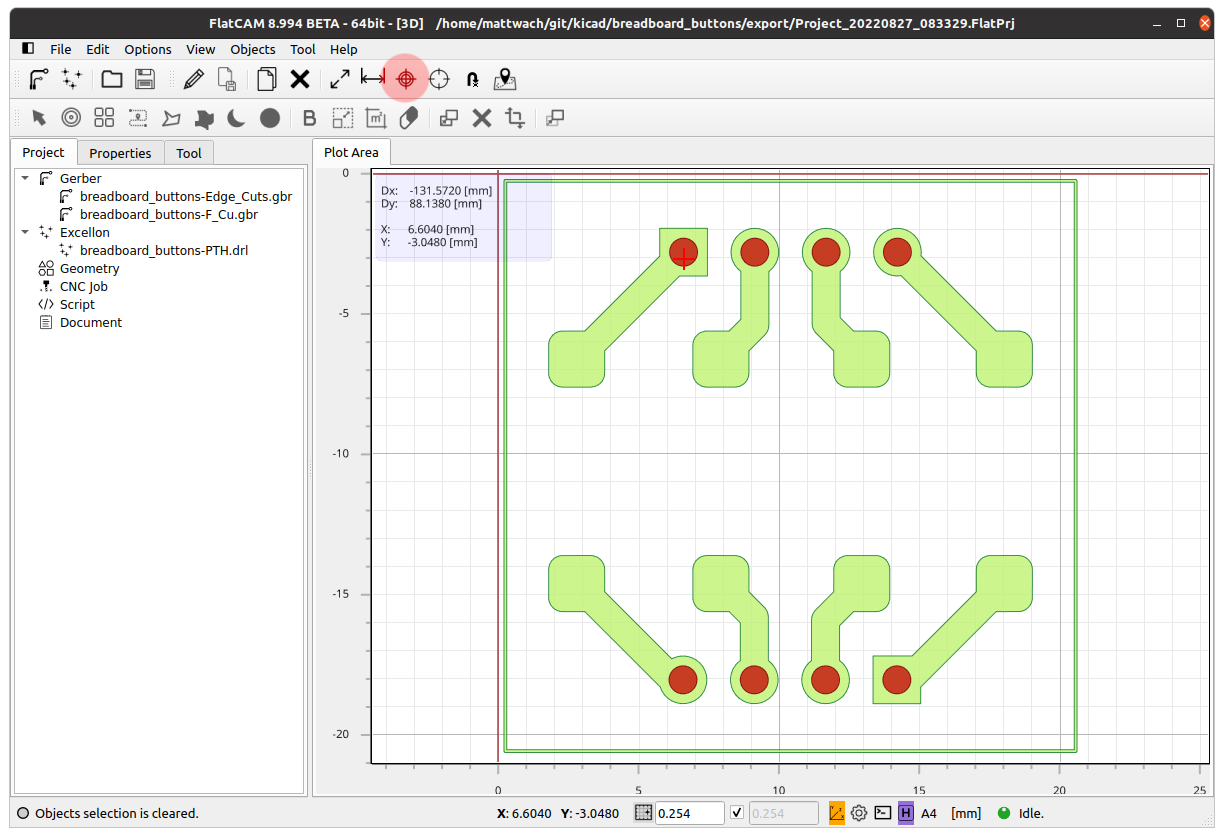 FlatCAM 8.994 BETA - 64bit - [3D] /home/mattwach/git/kicad/breadboard_buttons/export/Project_20220827_083329.FlatPrj
File Edit Options View Objects Tool Help
B
Project Properties Tool
Plot Area
Gerber
breadboard_buttons-Edge_Cuts.gbr
breadboard_buttons-F_Cu.gbr
Excellon
breadboard_buttons-PTH.drl
Geometry
CNC Job
Script
Document
Dx: -131.5720 [mm]
Dy: 88.1380 [mm]
X: 6.6040 [mm]
Y: -3.0480 [mm]
0
-5
-10
-15
-20
0 5 10 15 20 25
Objects selection is cleared.
X: 6.6040 Y: -3.0480 0.254 0.254 H A4 [mm] Idle.